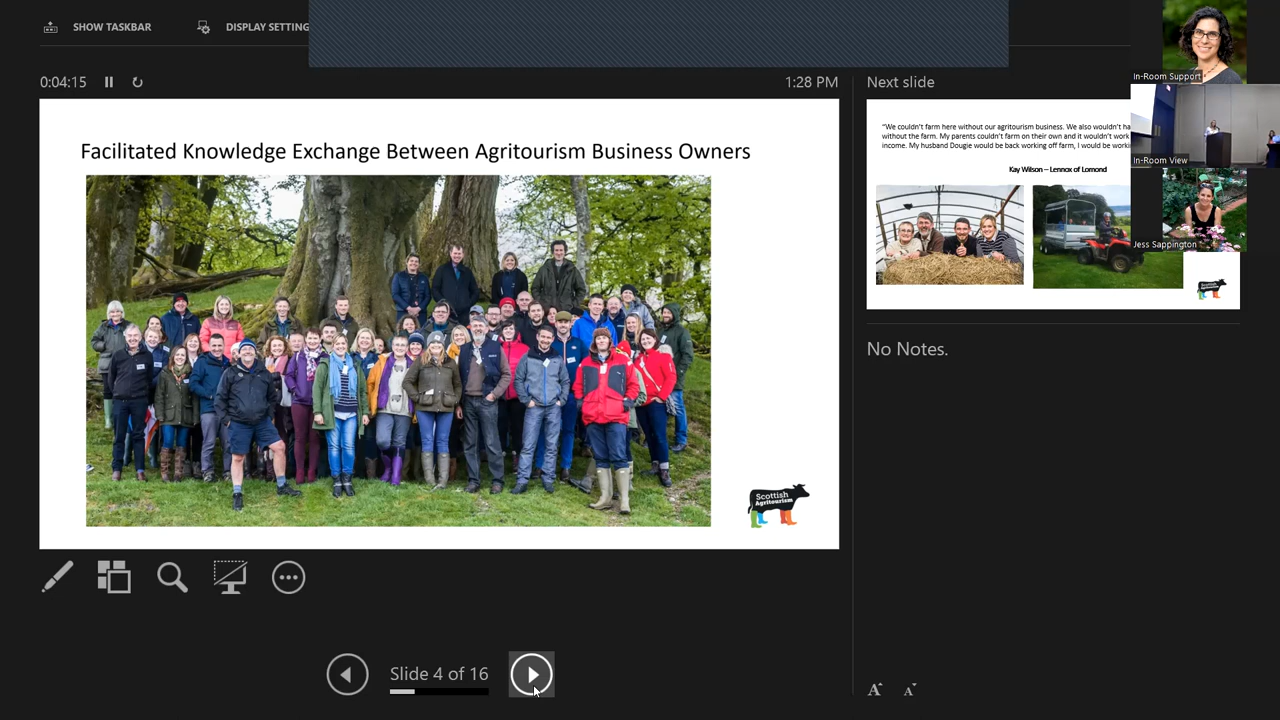 SHOW TASKBAR
DISPLAY SETTING
0:04:15
1:28 PM
Facilitated Knowledge Exchange Between Agritourism Business Owners
Scottish
Agritourism
Slide 4 of 16
Next slide
“We couldn’t farm here without our agritourism business. We also wouldn’t ha
without the farm. My parents couldn’t farm on their own and it wouldn’t work
income. My husband Dougie would be back working off farm, I would be worki
Kay Wilson – Lennox of Lomond
No Notes.
A A
In-Room Support
In-Room View
Jess Sappington